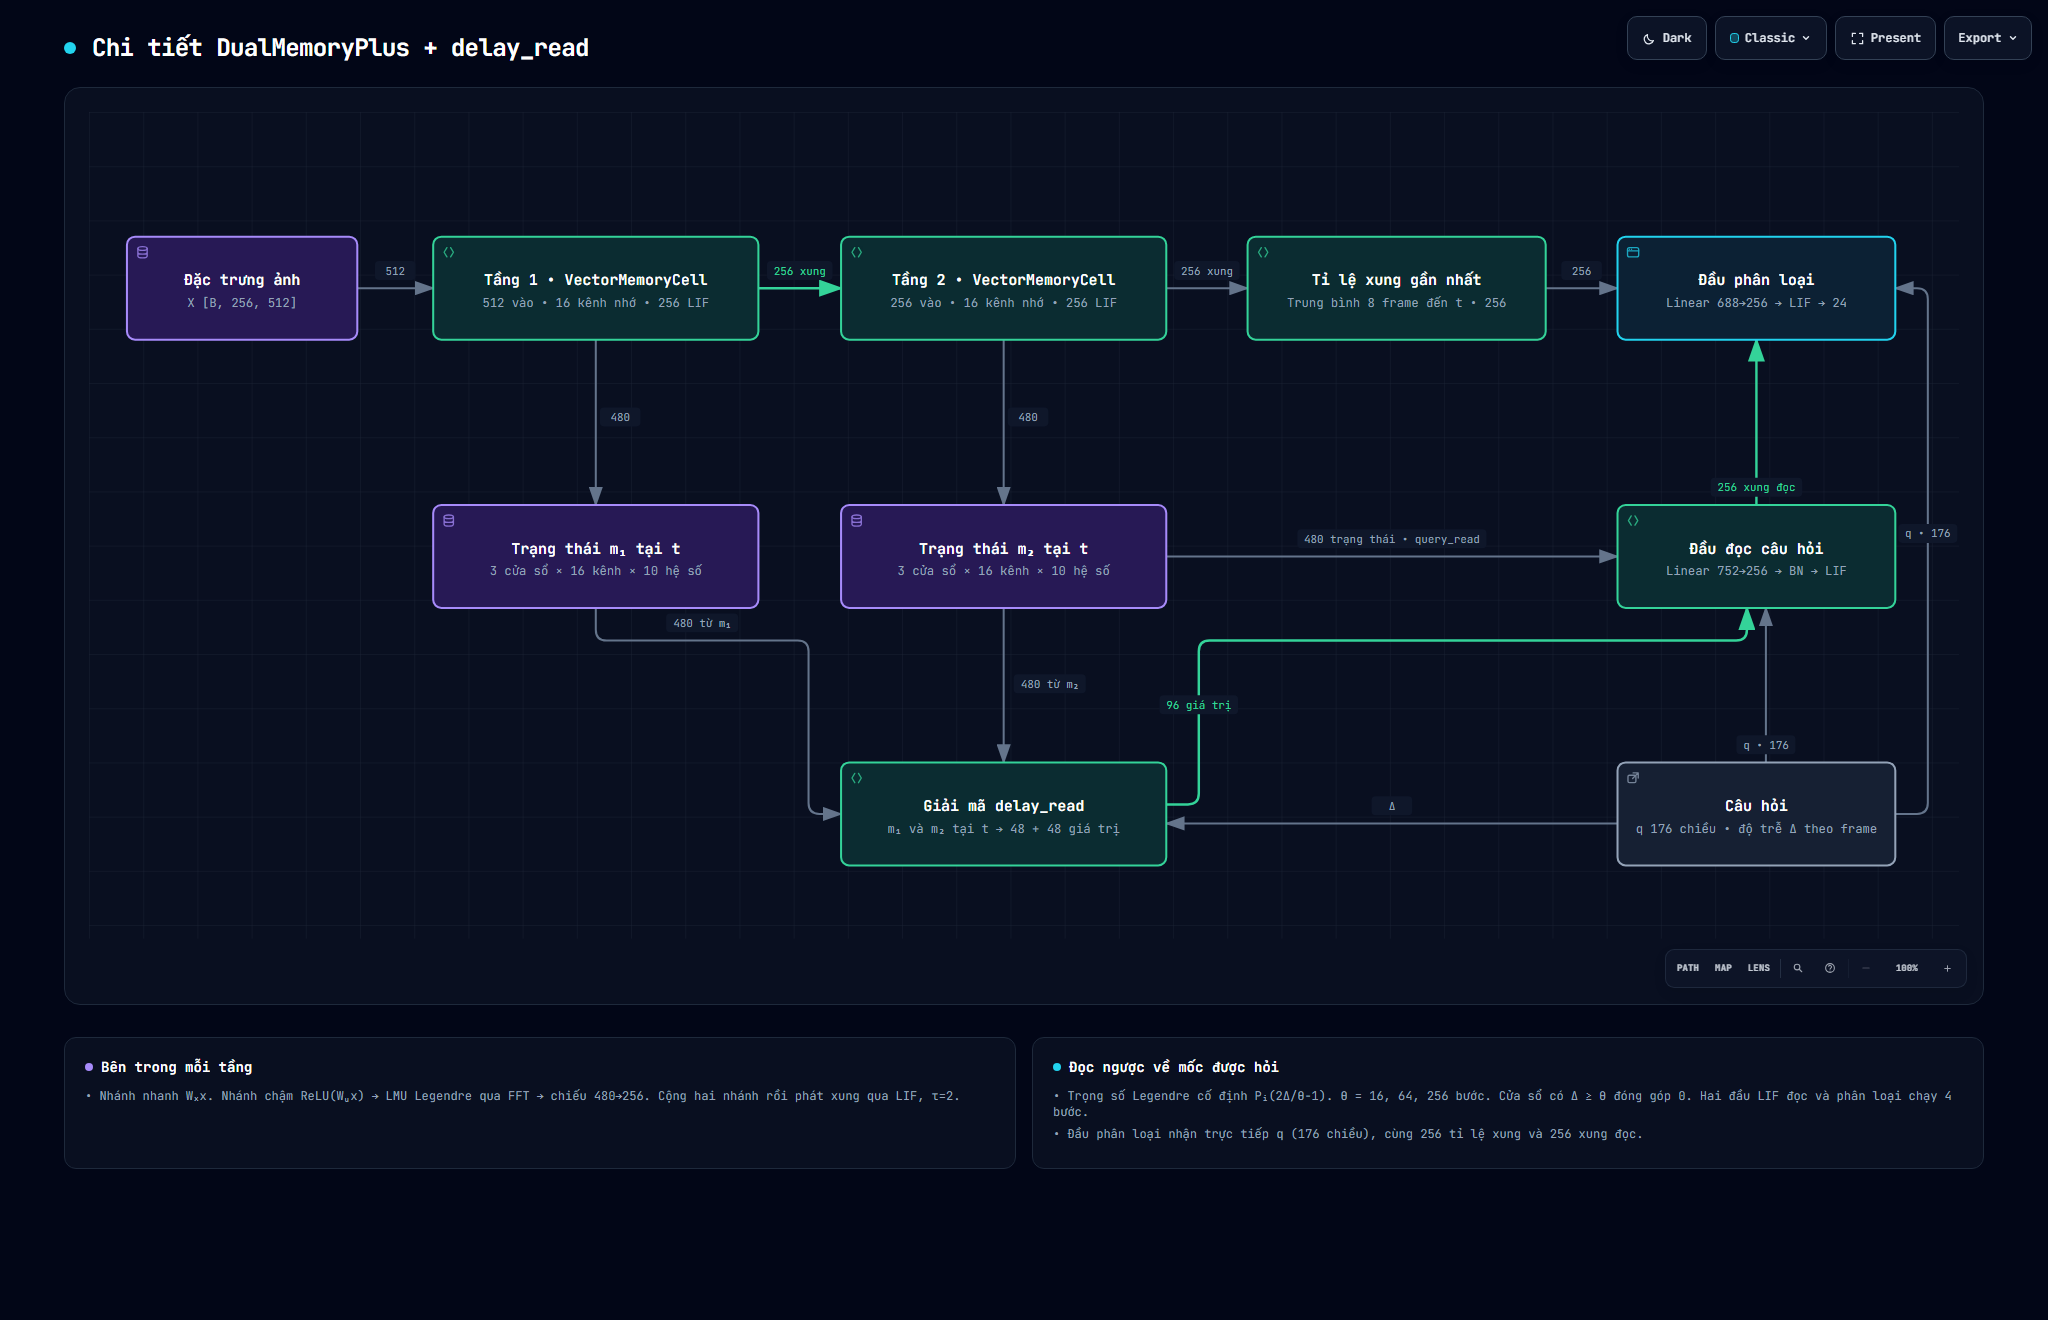 Chi tiết DualMemoryPlus + delay_read
Dark
Classic
Present
Export
Đặc trưng ảnh
X [B, 256, 512]
512
Tầng 1 • VectorMemoryCell
512 vào • 16 kênh nhớ • 256 LIF
256 xung
Tầng 2 • VectorMemoryCell
256 vào • 16 kênh nhớ • 256 LIF
256 xung
Tỉ lệ xung gần nhất
Trung bình 8 frame đến t • 256
256
Đầu phân loại
Linear 688→256 → LIF → 24
480
480
256 xung đọc
Trạng thái m₁ tại t
3 cửa sổ × 16 kênh × 10 hệ số
Trạng thái m₂ tại t
3 cửa sổ × 16 kênh × 10 hệ số
480 trạng thái • query_read
Đầu đọc câu hỏi
Linear 752→256 → BN → LIF
q • 176
480 từ m₁
480 từ m₂
96 giá trị
q • 176
Giải mã delay_read
m₁ và m₂ tại t → 48 + 48 giá trị
Δ
Câu hỏi
q 176 chiều • độ trễ Δ theo frame
PATH MAP LENS 100%
Bên trong mỗi tầng
• Nhánh nhanh Wₓx. Nhánh chậm ReLU(Wᵤx) → LMU Legendre qua FFT → chiếu 480→256. Cộng hai nhánh rồi phát xung qua LIF, τ=2.
Đọc ngược về mốc được hỏi
• Trọng số Legendre cố định Pᵢ(2Δ/θ-1). θ = 16, 64, 256 bước. Cửa sổ có Δ ≥ θ đóng góp 0. Hai đầu LIF đọc và phân loại chạy 4
bước.
• Đầu phân loại nhận trực tiếp q (176 chiều), cùng 256 tỉ lệ xung và 256 xung đọc.